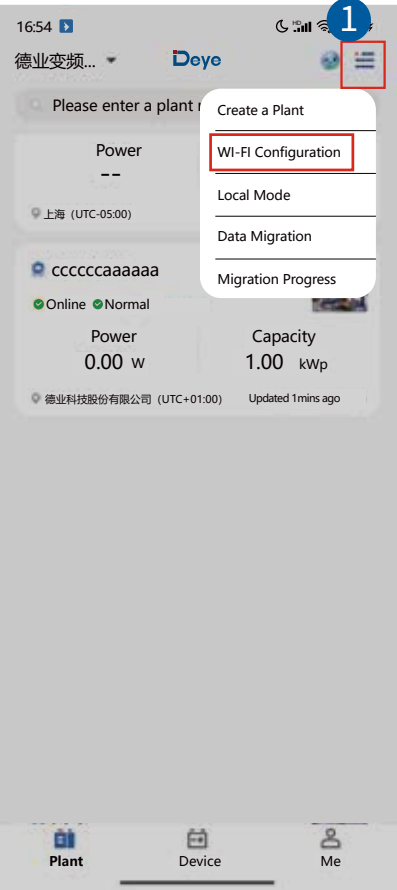 16:54
1
德业变频...
Deye
Please enter a plant
Create a Plant
WI-FI Configuration
Local Mode
Data Migration
Migration Progress
Power
--
上海 (UTC-05:00)
ccccccaaaaaa
Online Normal
Power Capacity
0.00 W 1.00 kWp
德业科技股份有限公司 (UTC+01:00) Updated 1mins ago
Plant Device Me